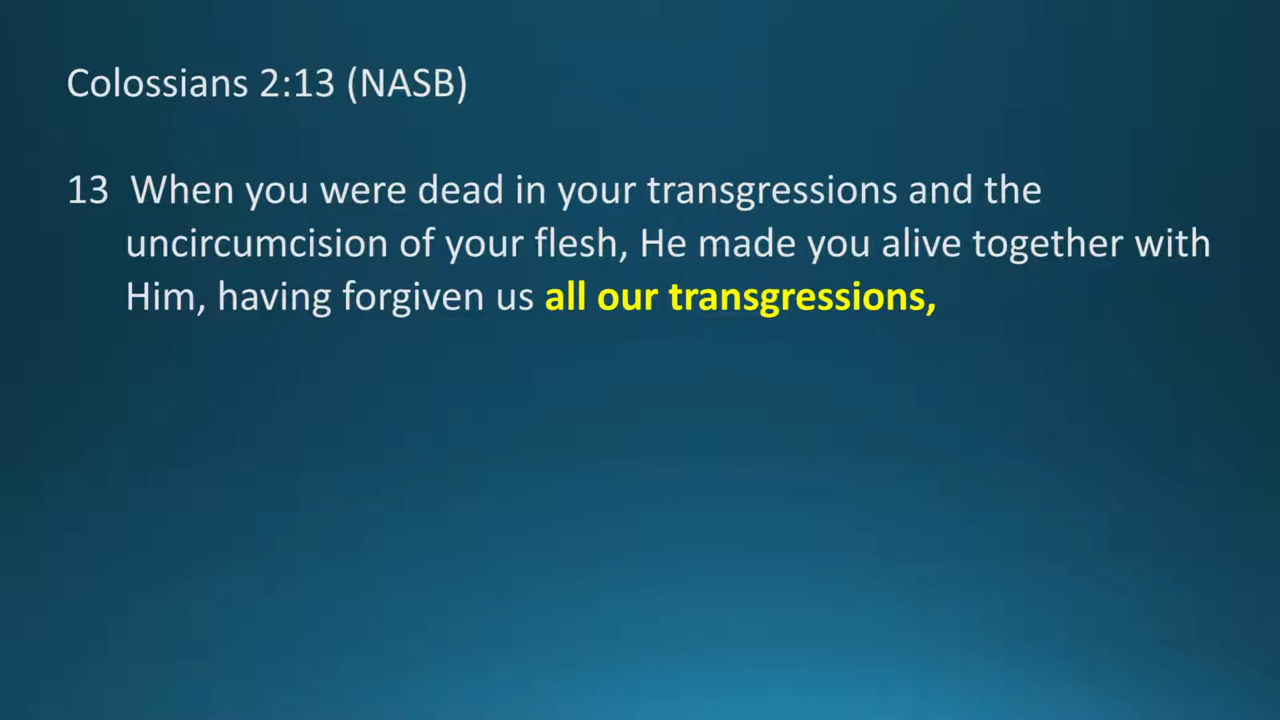 Colossians 2:13 (NASB)
13 When you were dead in your transgressions and the
uncircumcision of your flesh, He made you alive together with
Him, having forgiven us all our transgressions,